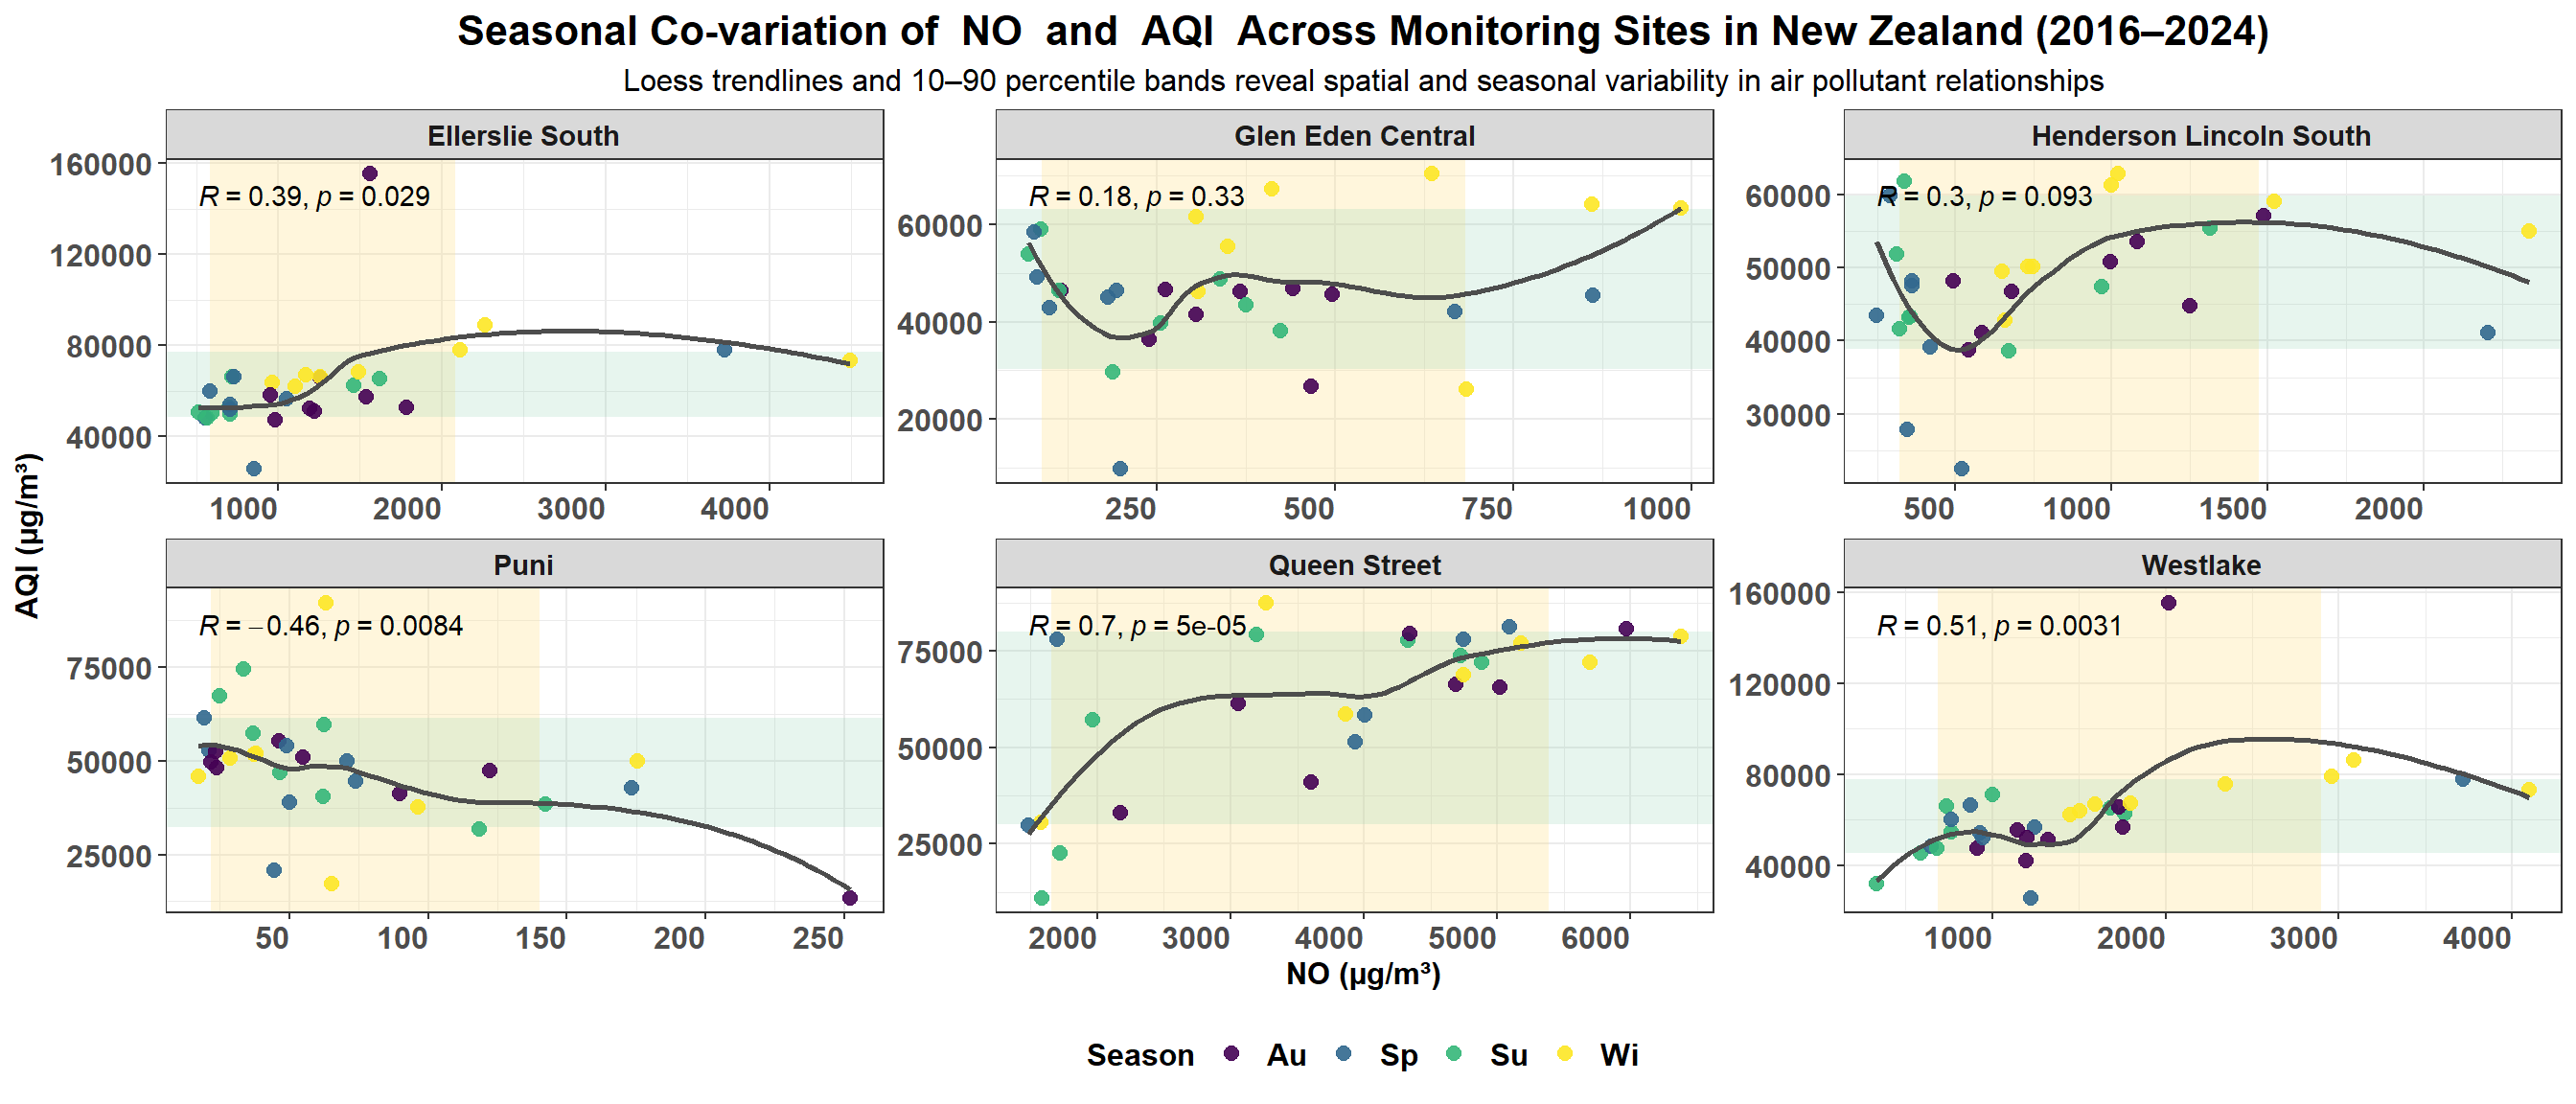 Seasonal Co-variation of  NO  and  AQI  Across Monitoring Sites in New Zealand (2016–2024)
Loess trendlines and 10–90 percentile bands reveal spatial and seasonal variability in air pollutant relationships
Ellerslie South
R = 0.39, p = 0.029
160000
120000
80000
40000
1000 2000 3000 4000
Glen Eden Central
R = 0.18, p = 0.33
60000
40000
20000
250 500 750 1000
Henderson Lincoln South
R = 0.3, p = 0.093
60000
50000
40000
30000
500 1000 1500 2000
AQI (µg/m³)
Puni
R = −0.46, p = 0.0084
75000
50000
25000
50 100 150 200 250
Queen Street
R = 0.7, p = 5e-05
75000
50000
25000
2000 3000 4000 5000 6000
Westlake
R = 0.51, p = 0.0031
160000
120000
80000
40000
1000 2000 3000 4000
NO (µg/m³)
Season Au Sp Su Wi